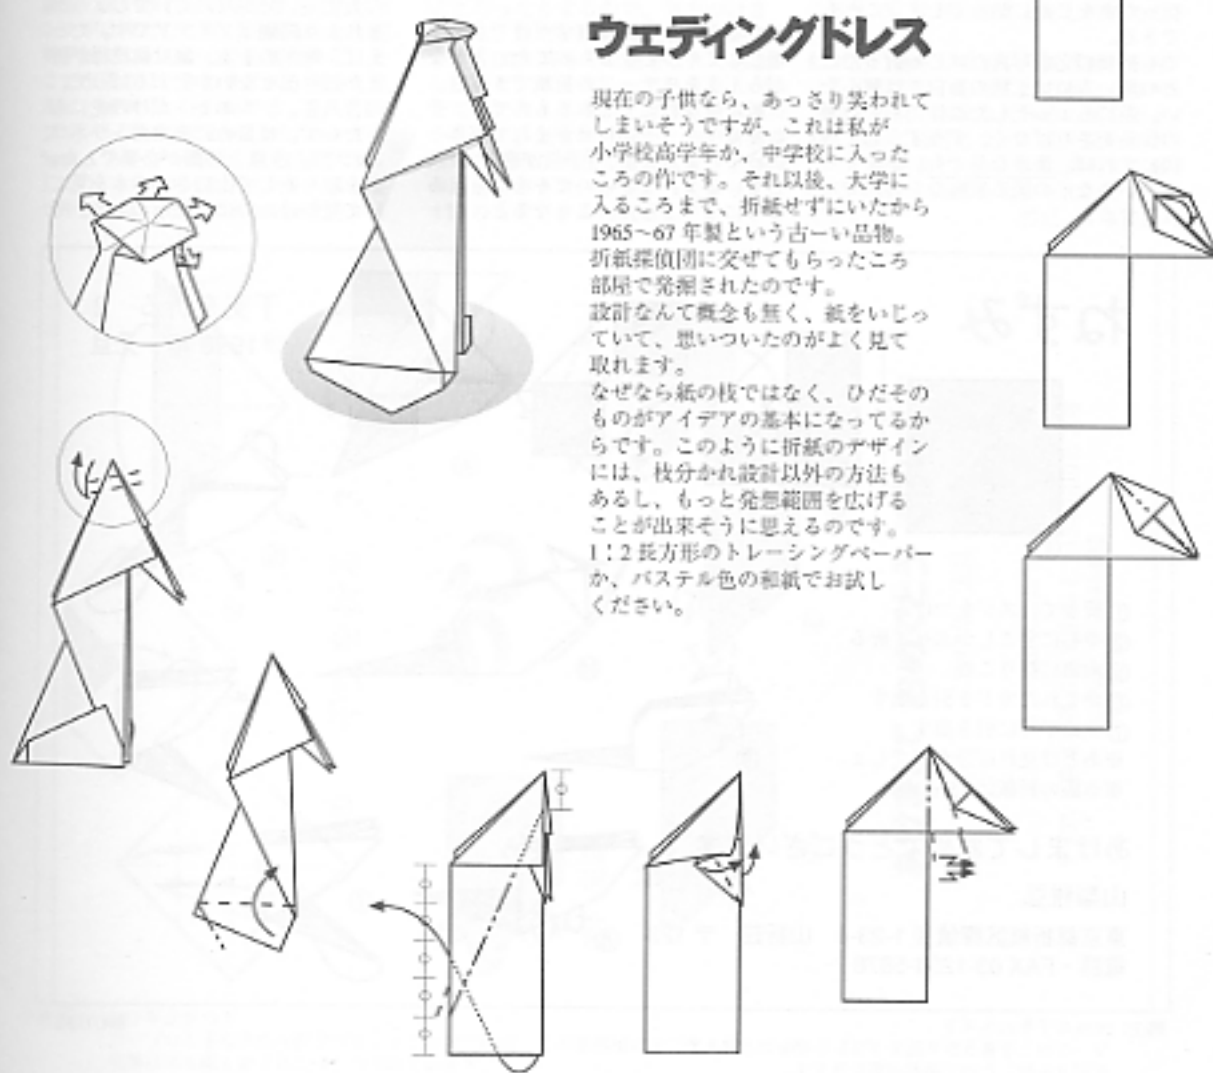 ウェディングドレス
現在の子供なら、あっさり笑われて
しまいそうですが、これは私が
小学校高学年か、中学校に入った
ころの作です。それ以後、大学に
入るころまで、折紙せずにいたから
1965~67 年製という古ーい品物。
折紙探偵団に交ぜてもらったころ
部屋で発掘されたのです。
設計なんて概念も無く、紙をいじっ
ていて、思いついたのがよく見て
取れます。
なぜなら紙の枝ではなく、ひだその
ものがアイデアの基本になってるか
らです。このように折紙のデザイン
には、枝分かれ設計以外の方法も
あるし、もっと発想範囲を広げる
ことが出来そうに思えるのです。
1：2 長方形のトレーシングペーパー
か、パステル色の和紙でお試し
ください。